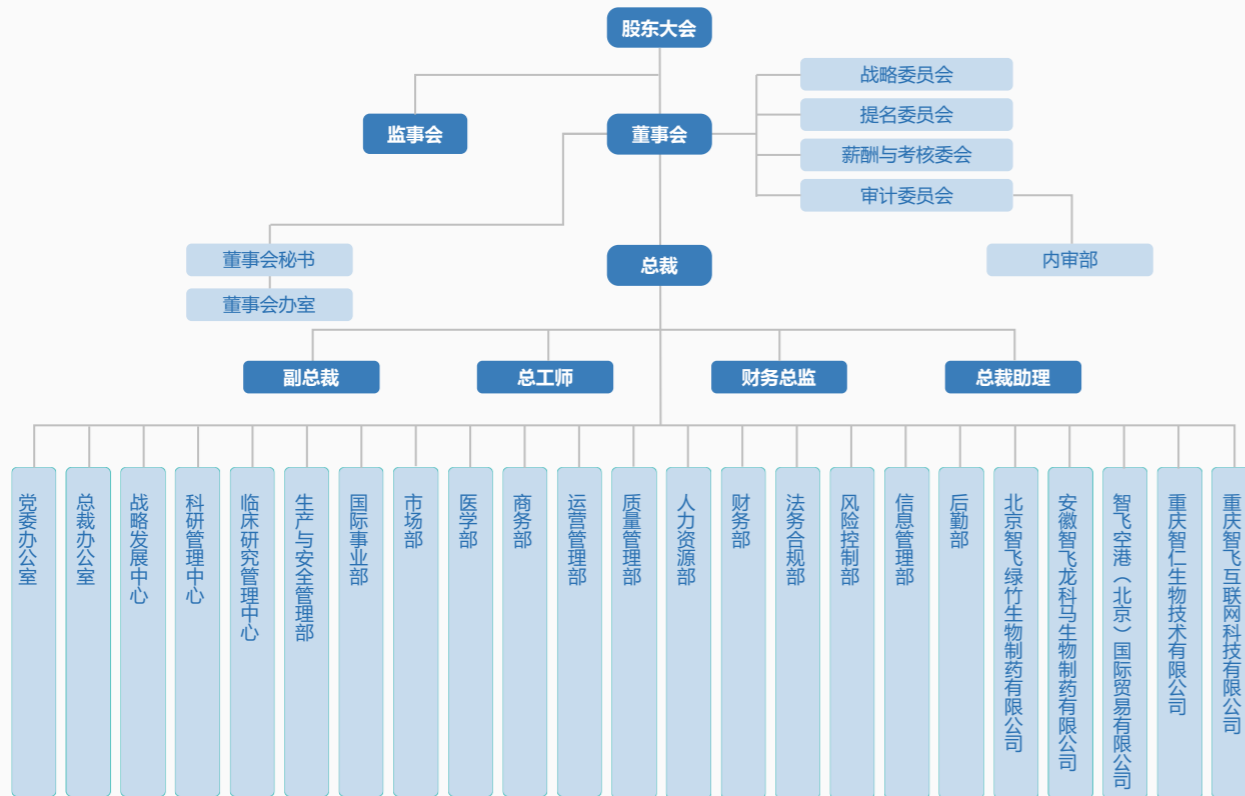 股东大会
战略委员会
提名委员会
监事会
董事会
薪酬与考核委会
审计委员会
董事会秘书
总裁
内审部
董事会办室
副总裁
总工师
财务总监
总裁助理
党委办公室
总裁办公室
战略发展中心
科研管理中心
临床研究管理中心
生产与安全管理部
国际事业部
市场部
医学部
商务部
运营管理部
质量管理部
人力资源部
财务部
法务合规部
风险控制部
信息管理部
后勤部
北京智飞绿竹生物制药有限公司
安徽智飞龙科马生物制药有限公司
智飞空港（北京）国际贸易有限公司
重庆智仁生物技术有限公司
重庆智飞互联网科技有限公司